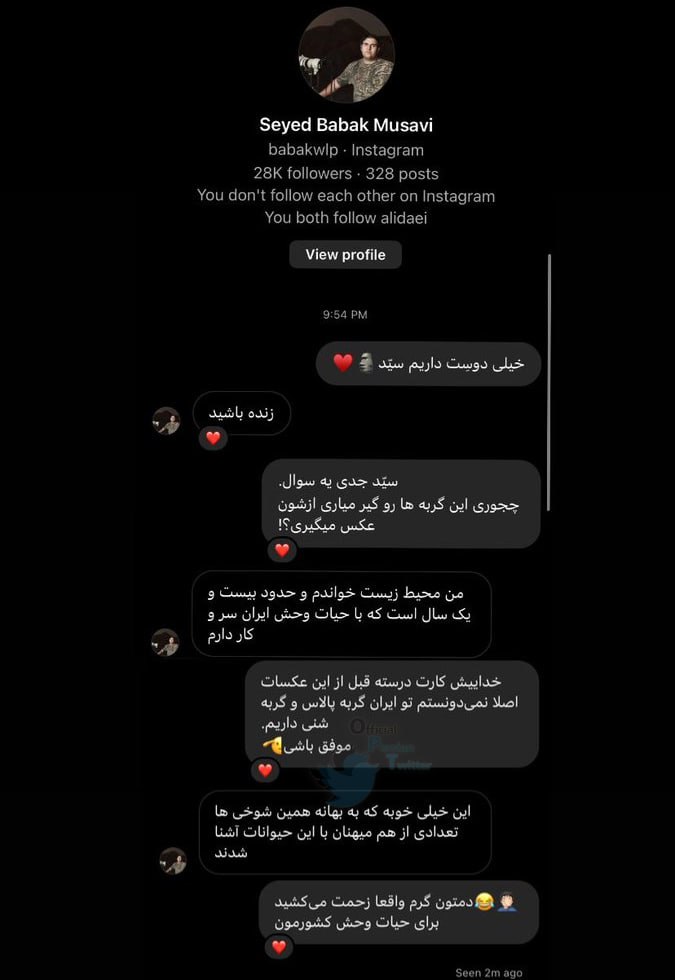 Seyed Babak Musavi
babakwlp · Instagram
28K followers · 328 posts
You don't follow each other on Instagram
You both follow alidaei
View profile
9:54 PM
خیلی دوسِت داریم سیّد 🗿♥️
زنده باشید
❤️
سیّد جدی یه سوال.
چجوری این گربه ها رو گیر میاری ازشون
عکس میگیری؟!
❤️
من محیط زیست خواندم و حدود بیست و
یک سال است که با حیات وحش ایران سر و
کار دارم
خداییش کارت درسته قبل از این عکسات
اصلا نمی‌دونستم تو ایران گربه پالاس و گربه
شنی داریم.
موفق باشی🫡
❤️
Official
Persian
Twitter
این خیلی خوبه که به بهانه همین شوخی ها
تعدادی از هم میهنان با این حیوانات آشنا
شدند
🤦🏻‍♂️😂دمتون گرم واقعا زحمت می‌کشید
برای حیات وحش کشورمون
❤️
Seen 2m ago